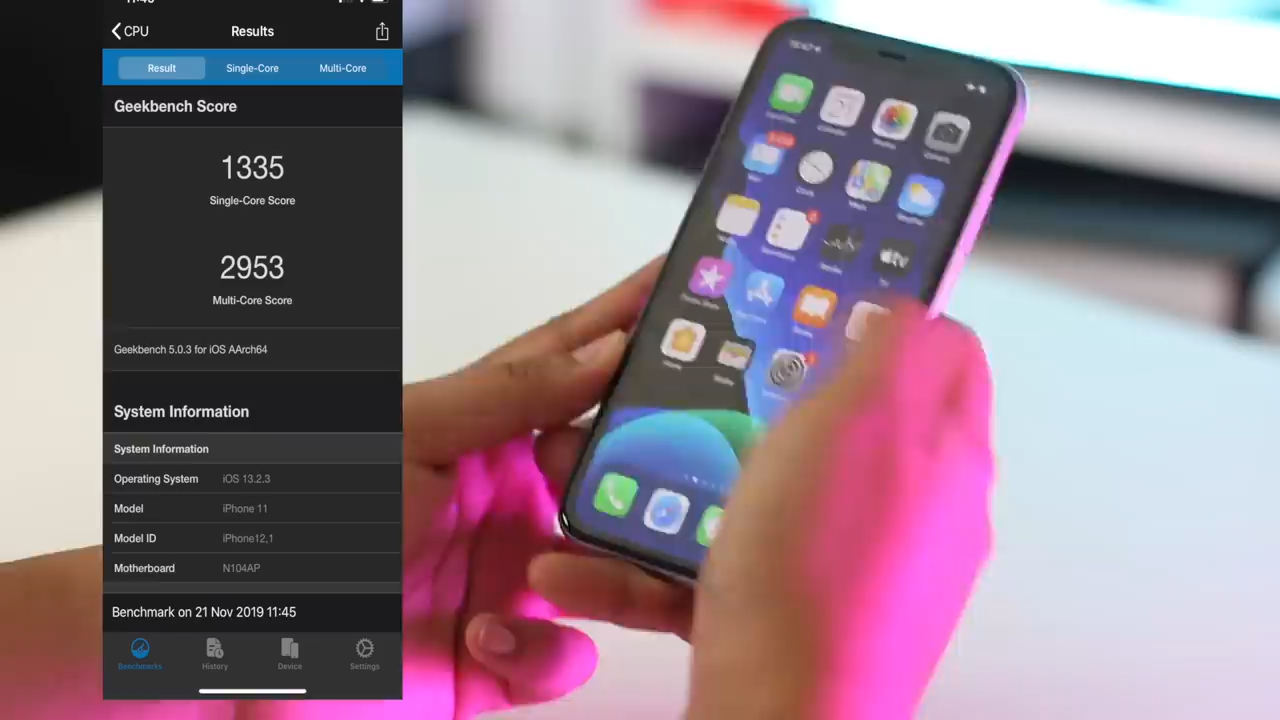 CPU
Results
Result
Single-Core
Multi-Core
Geekbench Score
1335
Single-Core Score
2953
Multi-Core Score
Geekbench 5.0.3 for iOS AArch64
System Information
System Information
Operating System iOS 13.2.3
Model iPhone 11
Model ID iPhone12,1
Motherboard N104AP
Benchmark on 21 Nov 2019 11:45
Benchmarks
History
Device
Settings
tv